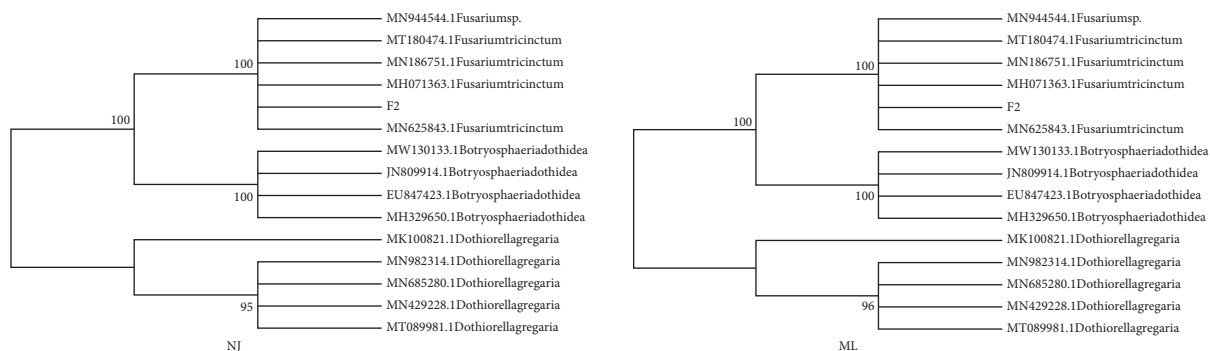 MN944544.1Fusariumsp.
MT180474.1Fusariumtricinctum
100
MN186751.1Fusariumtricinctum
MH071363.1Fusariumtricinctum
F2
100
MN625843.1Fusariumtricinctum
MW130133.1Botryosphaeriadothidea
JN809914.1Botryosphaeriadothidea
100
EU847423.1Botryosphaeriadothidea
MH329650.1Botryosphaeriadothidea
MK100821.1Dothiorellagregaria
MN982314.1Dothiorellagregaria
MN685280.1Dothiorellagregaria
95
MN429228.1Dothiorellagregaria
MT089981.1Dothiorellagregaria
NJ
MN944544.1Fusariumsp.
MT180474.1Fusariumtricinctum
100
MN186751.1Fusariumtricinctum
MH071363.1Fusariumtricinctum
F2
100
MN625843.1Fusariumtricinctum
MW130133.1Botryosphaeriadothidea
JN809914.1Botryosphaeriadothidea
100
EU847423.1Botryosphaeriadothidea
MH329650.1Botryosphaeriadothidea
MK100821.1Dothiorellagregaria
MN982314.1Dothiorellagregaria
MN685280.1Dothiorellagregaria
96
MN429228.1Dothiorellagregaria
MT089981.1Dothiorellagregaria
ML